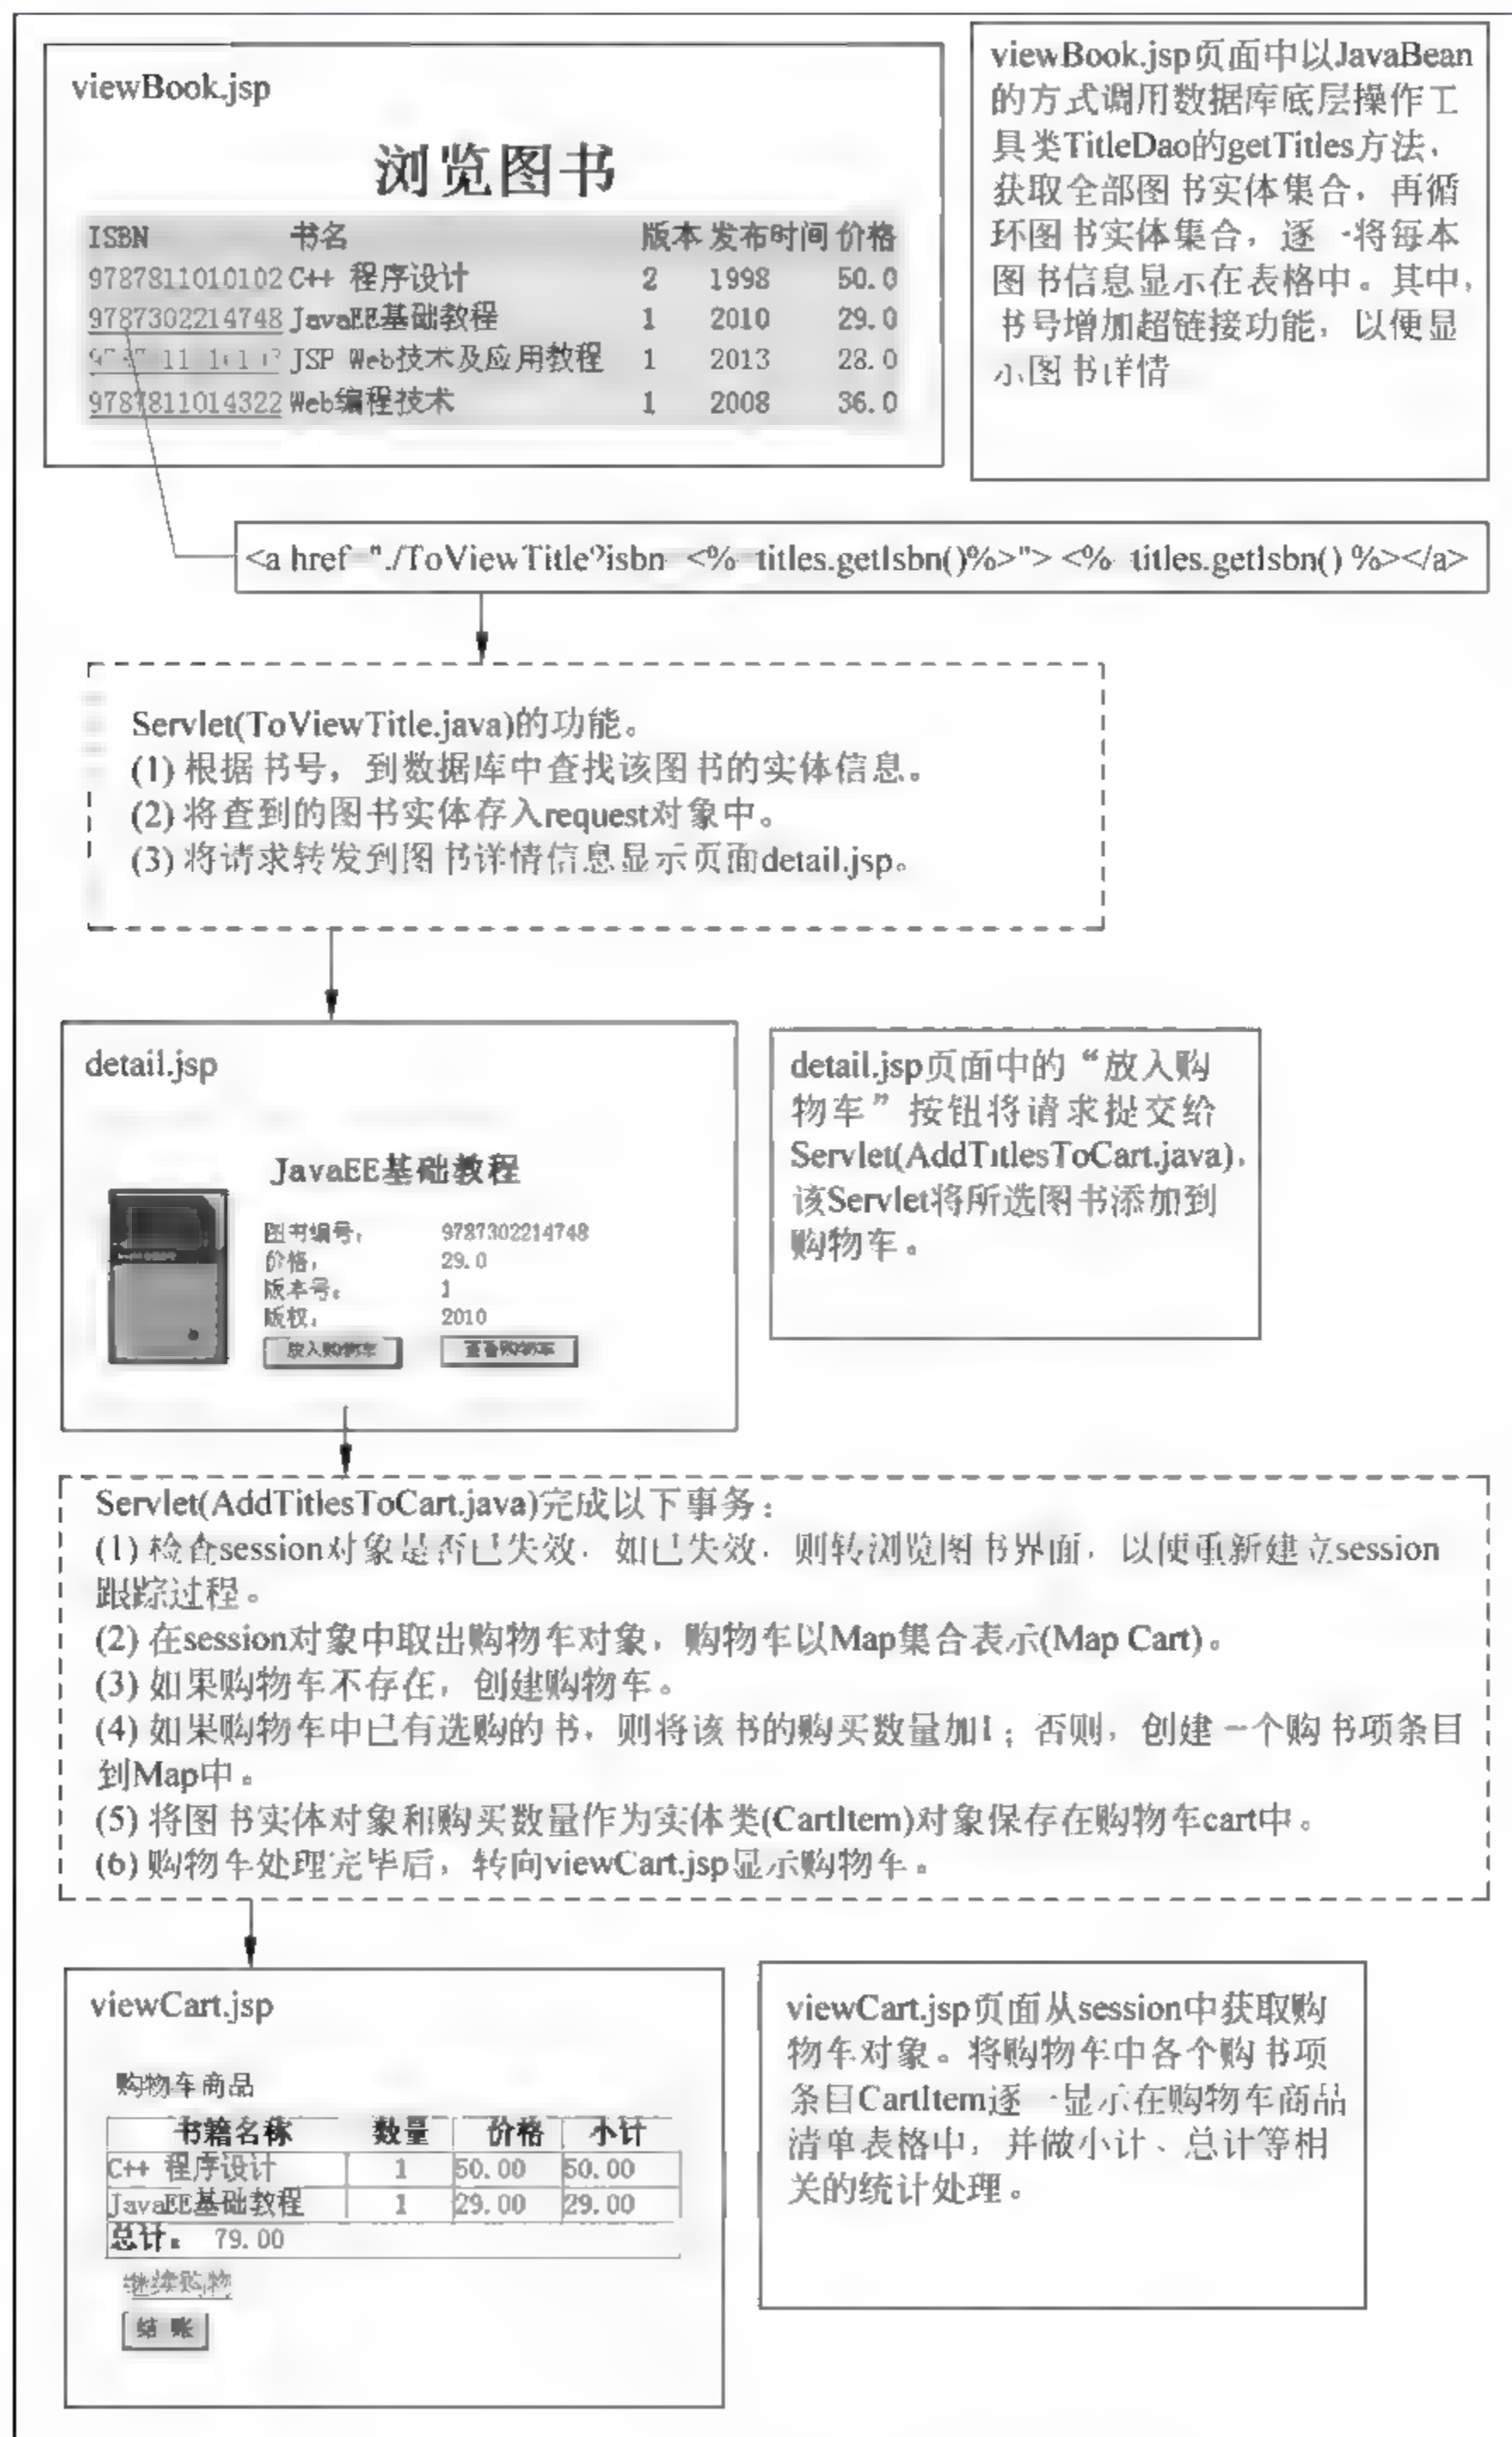 viewBook.jsp
浏览图书
ISBN 书名 版本 发布时间 价格
9787811010102 C++ 程序设计 2 1998 50.0
9787302214748 JavaEE基础教程 1 2010 29.0
JSP Web技术及应用教程 1 2013 28.0
9787811014322 Web编程技术 1 2008 36.0
viewBook.jsp页面中以JavaBean
的方式调用数据库底层操作工
具类TitleDao的getTitles方法，
获取全部图书实体集合，再循
环图书实体集合，逐一将每本
图书信息显示在表格中。其中，
书号增加超链接功能，以便显
示图书详情
<a href="./ToViewTitle?isbn=<%=titles.getIsbn()%>"> <%=titles.getIsbn() %></a>
Servlet(ToViewTitle.java)的功能。
(1) 根据书号，到数据库中查找该图书的实体信息。
(2) 将查到的图书实体存入request对象中。
(3) 将请求转发到图书详情信息显示页面detail.jsp。
detail.jsp
JavaEE基础教程
图书编号： 9787302214748
价格： 29.0
版本号： 1
版权： 2010
放入购物车 查看购物车
detail.jsp页面中的“放入购
物车”按钮将请求提交给
Servlet(AddTitlesToCart.java)，
该Servlet将所选图书添加到
购物车。
Servlet(AddTitlesToCart.java)完成以下事务：
(1) 检查session对象是否已失效，如已失效，则转浏览图书界面，以便重新建立session
跟踪过程。
(2) 在session对象中取出购物车对象，购物车以Map集合表示(Map Cart)。
(3) 如果购物车不存在，创建购物车。
(4) 如果购物车中已有选购的书，则将该书的购买数量加1；否则，创建一个购书项条目
到Map中。
(5) 将图书实体对象和购买数量作为实体类(CartItem)对象保存在购物车cart中。
(6) 购物车处理完毕后，转向viewCart.jsp显示购物车。
viewCart.jsp
购物车商品
书籍名称 数量 价格 小计
C++ 程序设计 1 50.00 50.00
JavaEE基础教程 1 29.00 29.00
总计： 79.00
继续购物
结 账
viewCart.jsp页面从session中获取购
物车对象。将购物车中各个购书项
条目CartItem逐一显示在购物车商品
清单表格中，并做小计、总计等相
关的统计处理。